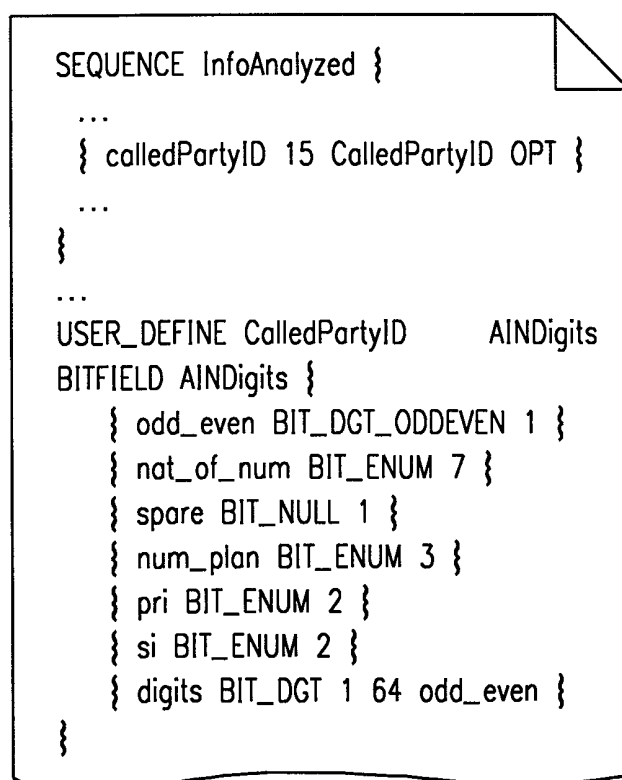 SEQUENCE InfoAnalyzed {
...
{ calledPartyID 15 CalledPartyID OPT }
...
}
...
USER_DEFINE CalledPartyID AINDigits
BITFIELD AINDigits {
{ odd_even BIT_DGT_ODDEVEN 1 }
{ nat_of_num BIT_ENUM 7 }
{ spare BIT_NULL 1 }
{ num_plan BIT_ENUM 3 }
{ pri BIT_ENUM 2 }
{ si BIT_ENUM 2 }
{ digits BIT_DGT 1 64 odd_even }
}